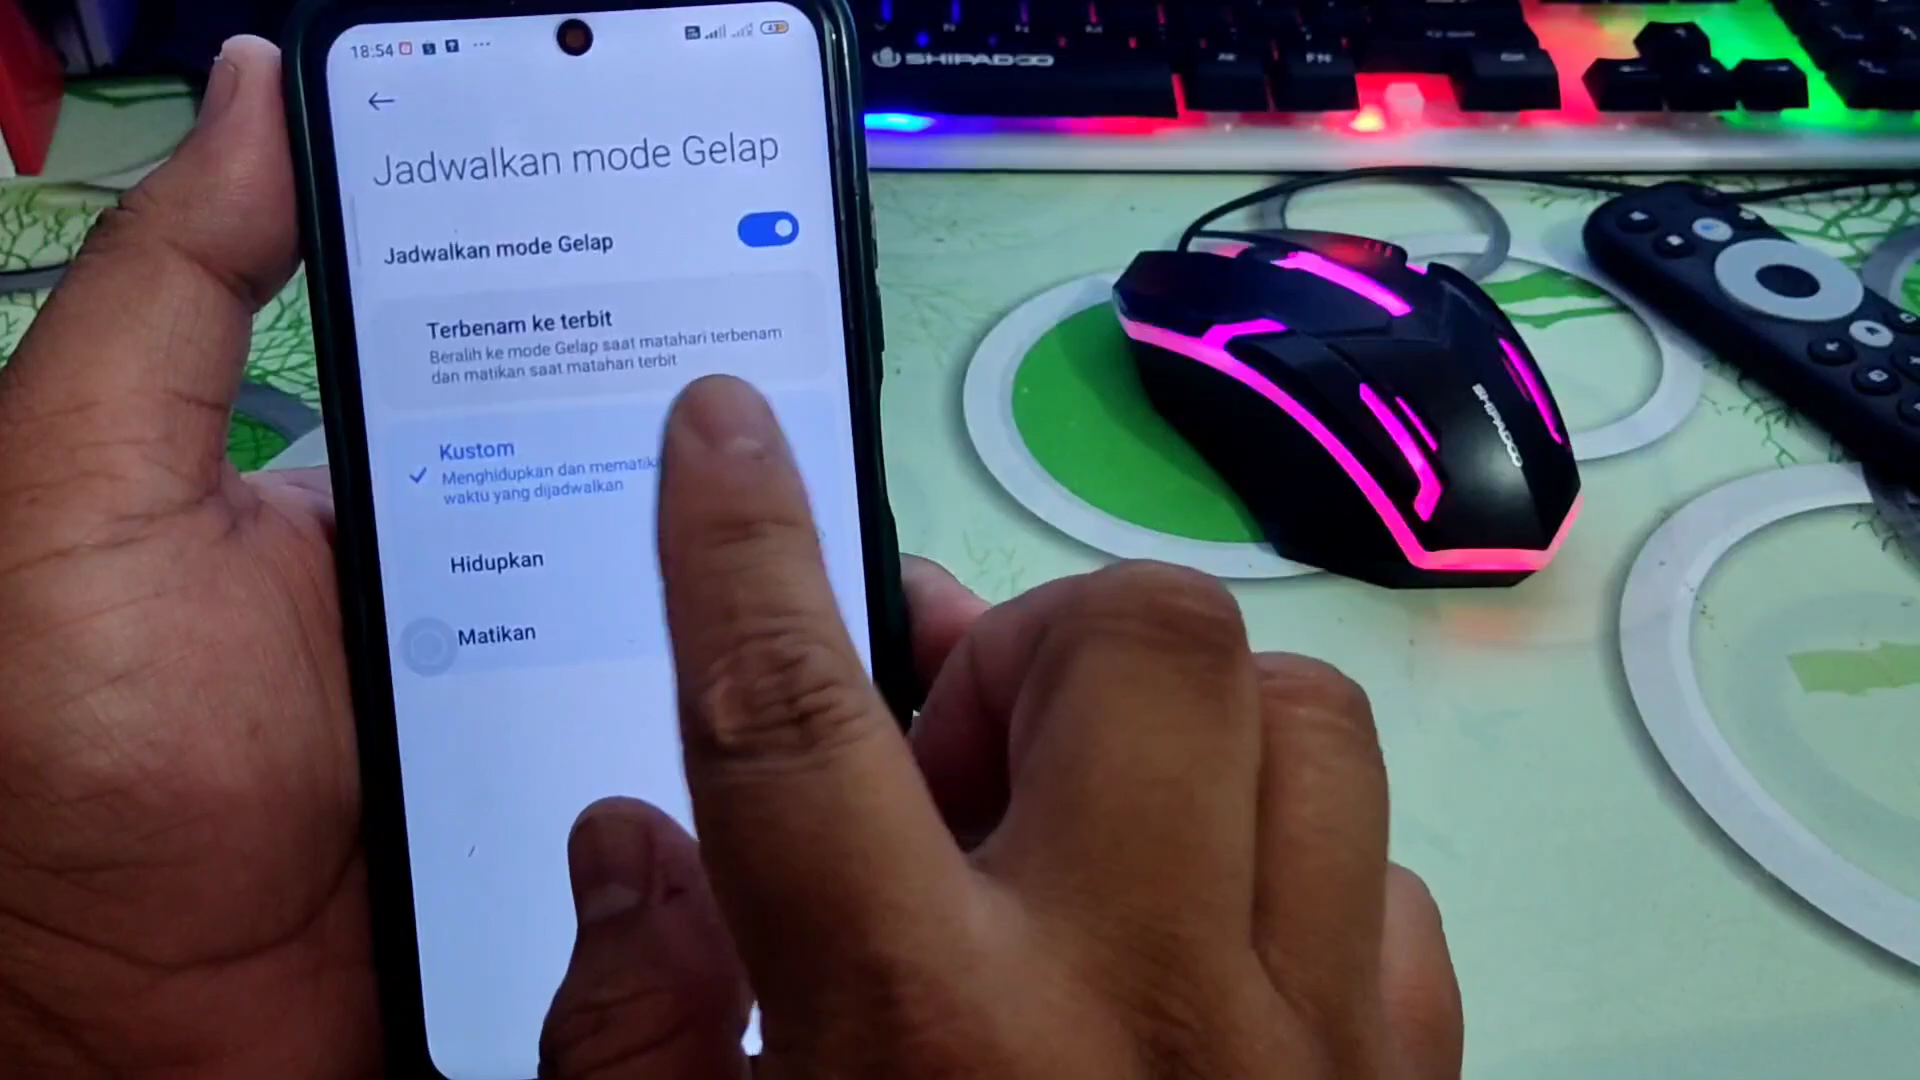 18:54
Jadwalkan mode Gelap
Jadwalkan mode Gelap
Terbenam ke terbit
Beralih ke mode Gelap saat matahari terbenam
dan matikan saat matahari terbit
Kustom
Menghidupkan dan
waktu yang dijadwalkan
Hidupkan
Matikan
SHIPADOO
SHIPADOO